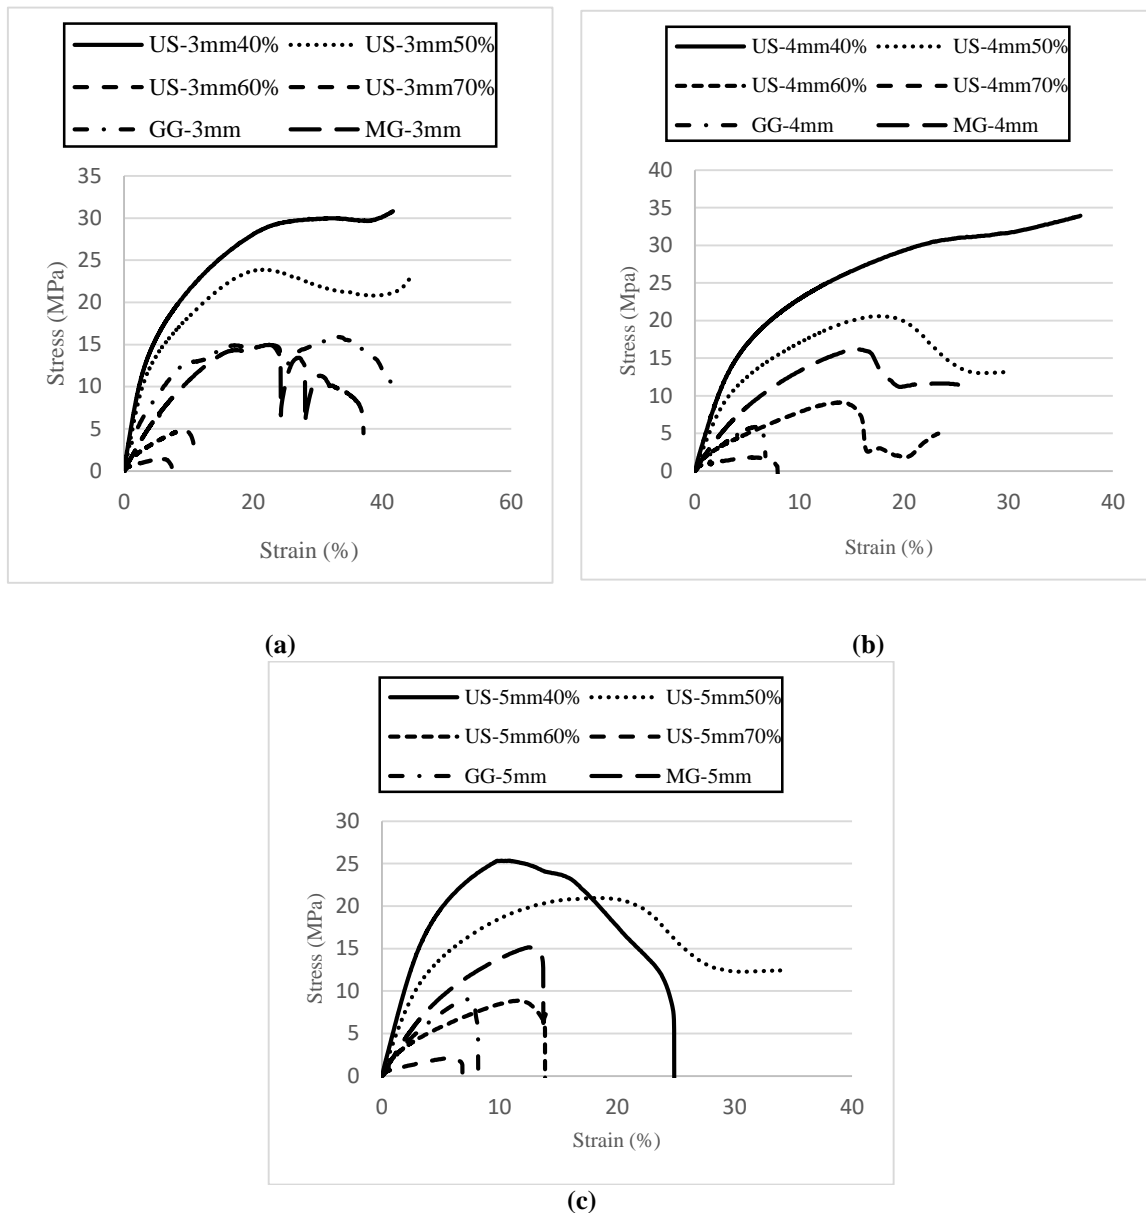 US-3mm40% US-3mm50%
US-3mm60% US-3mm70%
GG-3mm MG-3mm
35
30
25
20
15
10
5
0
Stress (MPa)
0 20 40 60
Strain (%)
(a)
US-4mm40% US-4mm50%
US-4mm60% US-4mm70%
GG-4mm MG-4mm
40
35
30
25
20
15
10
5
0
Stress (Mpa)
0 10 20 30 40
Strain (%)
(b)
US-5mm40% US-5mm50%
US-5mm60% US-5mm70%
GG-5mm MG-5mm
30
25
20
15
10
5
0
Stress (MPa)
0 10 20 30 40
Strain (%)
(c)